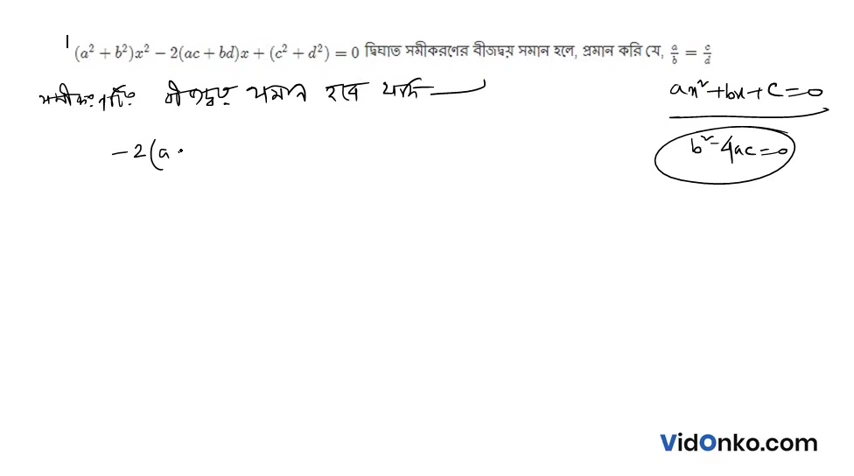 (a² + b²)x² − 2(ac + bd)x + (c² + d²) = 0 দ্বিঘাত সমীকরণের বীজদ্বয় সমান হলে, প্রমান করি যে, a/b = c/d
সমীকরণটির বীজদ্বয় সমান হবে যদি
ax² + bx + c = 0
b² − 4ac = 0
− 2(a
VidOnko.com